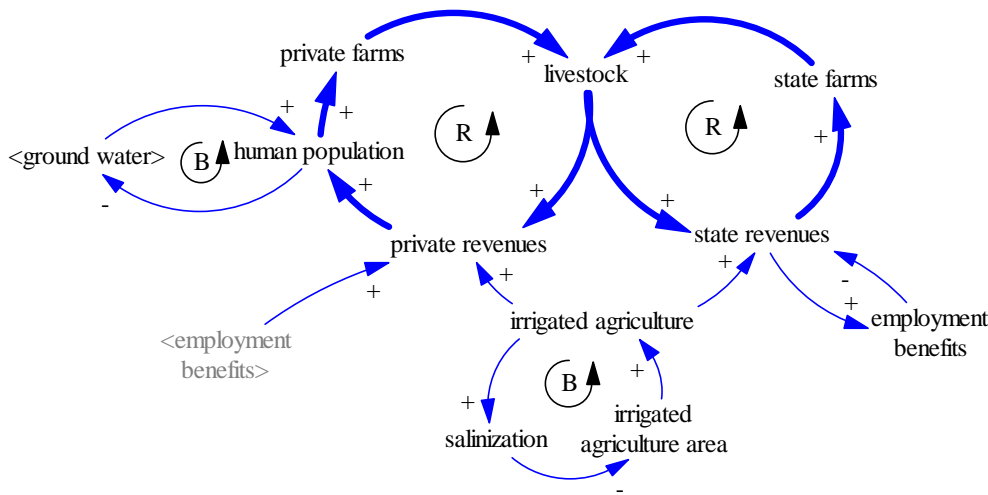 private farms
+
+
livestock
state farms
+
+
R
R
+
<ground water>
B
human population
-
+
+
+
private revenues
state revenues
+
+
+
-
+
<employment
benefits>
irrigated agriculture
employment
benefits
B
+
+
salinization
irrigated
agriculture area
-